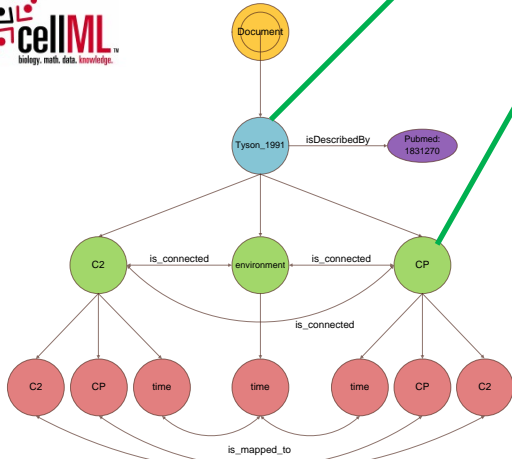 cellML™
biology. math. data. knowledge.
Document
Tyson_1991
isDescribedBy
Pubmed:
1831270
C2
is_connected
environment
is_connected
CP
is_connected
C2
CP
time
time
time
CP
C2
is_mapped_to